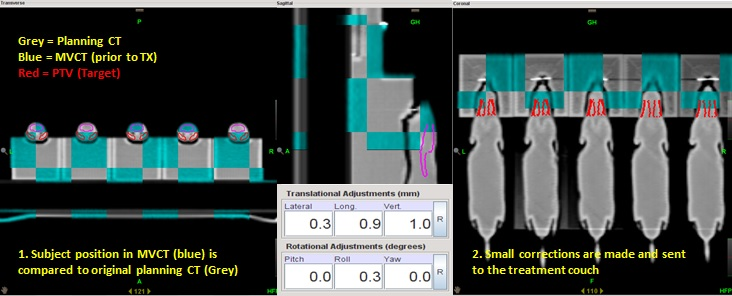 Transverse
P
Grey = Planning CT
Blue = MVCT (prior to TX)
Red = PTV (Target)
L
R
1. Subject position in MVCT (blue) is
compared to original planning CT (Grey)
A
121
HFP
Sagittal
GH
A
Translational Adjustments (mm)
Lateral Long. Vert.
0.3 0.9 1.0 R
Rotational Adjustments (degrees)
Pitch Roll Yaw
0.0 0.3 0.0 R
Coronal
GH
L
R
2. Small corrections are made and sent
to the treatment couch
F
110
HFP